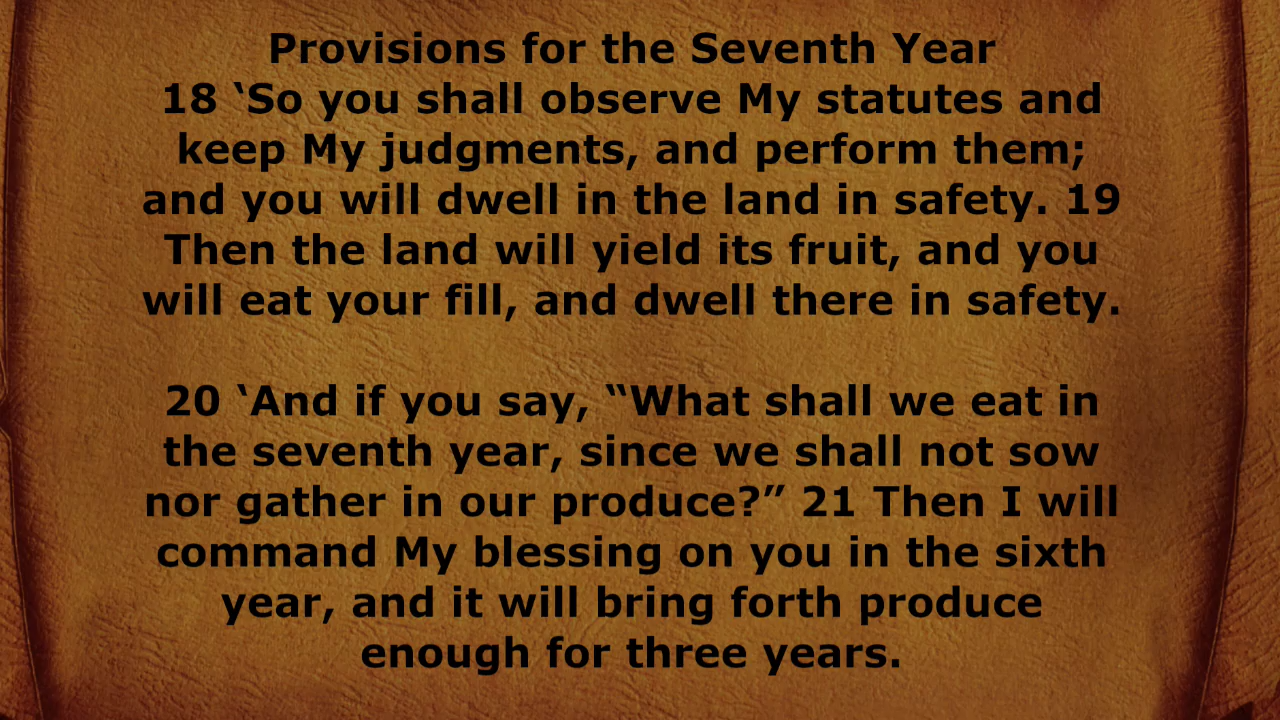 Provisions for the Seventh Year
18 ‘So you shall observe My statutes and
keep My judgments, and perform them;
and you will dwell in the land in safety. 19
Then the land will yield its fruit, and you
will eat your fill, and dwell there in safety.
20 ‘And if you say, “What shall we eat in
the seventh year, since we shall not sow
nor gather in our produce?” 21 Then I will
command My blessing on you in the sixth
year, and it will bring forth produce
enough for three years.